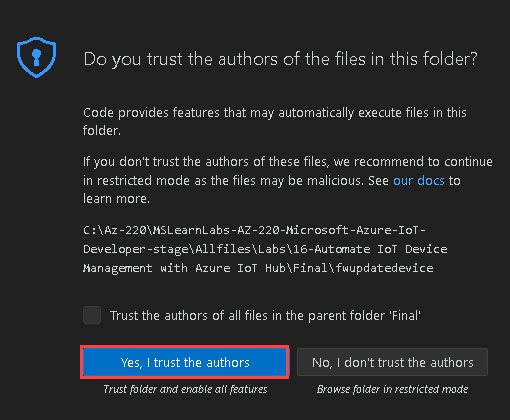 Do you trust the authors of the files in this folder?
Code provides features that may automatically execute files in this
folder.
If you don't trust the authors of these files, we recommend to continue
in restricted mode as the files may be malicious. See our docs to
learn more.
C:\Az-220\MSLearnLabs-AZ-220-Microsoft-Azure-IoT-
Developer-stage\Allfiles\Labs\16-Automate IoT Device
Management with Azure IoT Hub\Final\fwupdatedevice
Trust the authors of all files in the parent folder 'Final'
Yes, I trust the authors
No, I don't trust the authors
Trust folder and enable all features
Browse folder in restricted mode